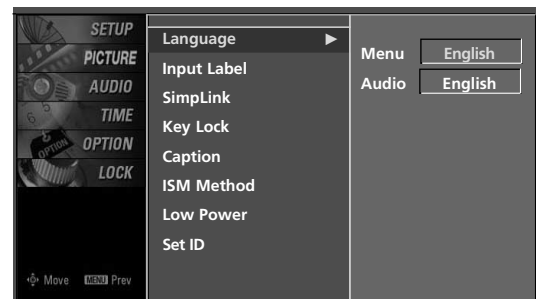 SETUP
PICTURE
AUDIO
TIME
OPTION
LOCK
Move MENU Prev
Language ►
Input Label
SimpLink
Key Lock
Caption
ISM Method
Low Power
Set ID
Menu English
Audio English